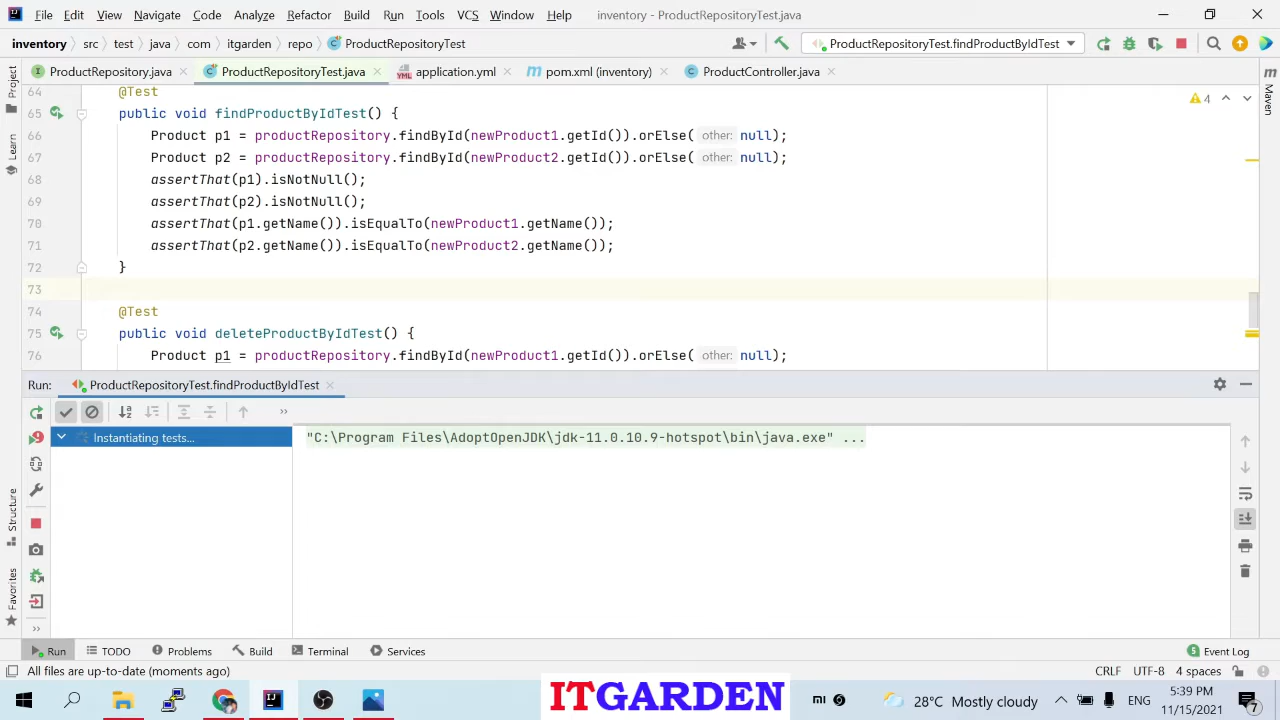 File Edit View Navigate Code Analyze Refactor Build Run Tools VCS Window Help inventory - ProductRepositoryTest.java
inventory src test java com itgarden repo ProductRepositoryTest ProductRepositoryTest.findProductByIdTest
ProductRepository.java ProductRepositoryTest.java application.yml pom.xml (inventory) ProductController.java
64 @Test
4
65 public void findProductByIdTest() {
66 Product p1 = productRepository.findById(newProduct1.getId()).orElse( other: null);
67 Product p2 = productRepository.findById(newProduct2.getId()).orElse( other: null);
68 assertThat(p1).isNotNull();
69 assertThat(p2).isNotNull();
70 assertThat(p1.getName()).isEqualTo(newProduct1.getName());
71 assertThat(p2.getName()).isEqualTo(newProduct2.getName());
72 }
73
74 @Test
75 public void deleteProductByIdTest() {
76 Product p1 = productRepository.findById(newProduct1.getId()).orElse( other: null);
Project
Learn
Structure
Favorites
Maven
Run: ProductRepositoryTest.findProductByIdTest
Instantiating tests...
"C:\Program Files\AdoptOpenJDK\jdk-11.0.10.9-hotspot\bin\java.exe" ...
Run TODO Problems Build Terminal Services Event Log
All files are up-to-date (moments ago) CRLF UTF-8 4 spaces
ITGARDEN
28°C Mostly cloudy ENG 5:39 PM
11/15/2021
7